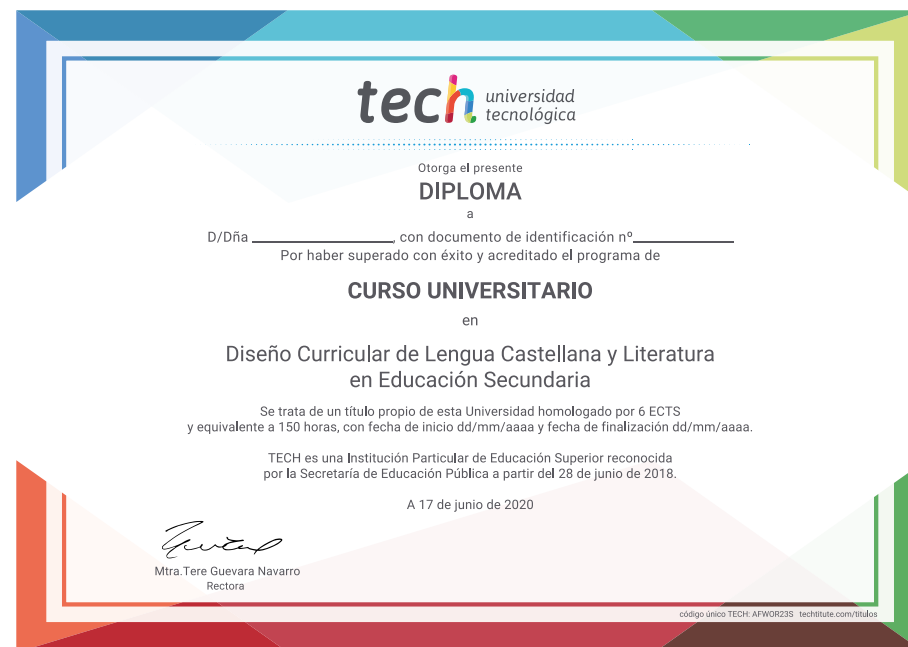 tech universidad
tecnológica
Otorga el presente
DIPLOMA
a
D/Dña ____________________, con documento de identificación nº______________
Por haber superado con éxito y acreditado el programa de
CURSO UNIVERSITARIO
en
Diseño Curricular de Lengua Castellana y Literatura
en Educación Secundaria
Se trata de un título propio de esta Universidad homologado por 6 ECTS
y equivalente a 150 horas, con fecha de inicio dd/mm/aaaa y fecha de finalización dd/mm/aaaa.
TECH es una Institución Particular de Educación Superior reconocida
por la Secretaría de Educación Pública a partir del 28 de junio de 2018.
A 17 de junio de 2020
Mtra.Tere Guevara Navarro
Rectora
código único TECH: AFWOR23S techtitute.com/titulos